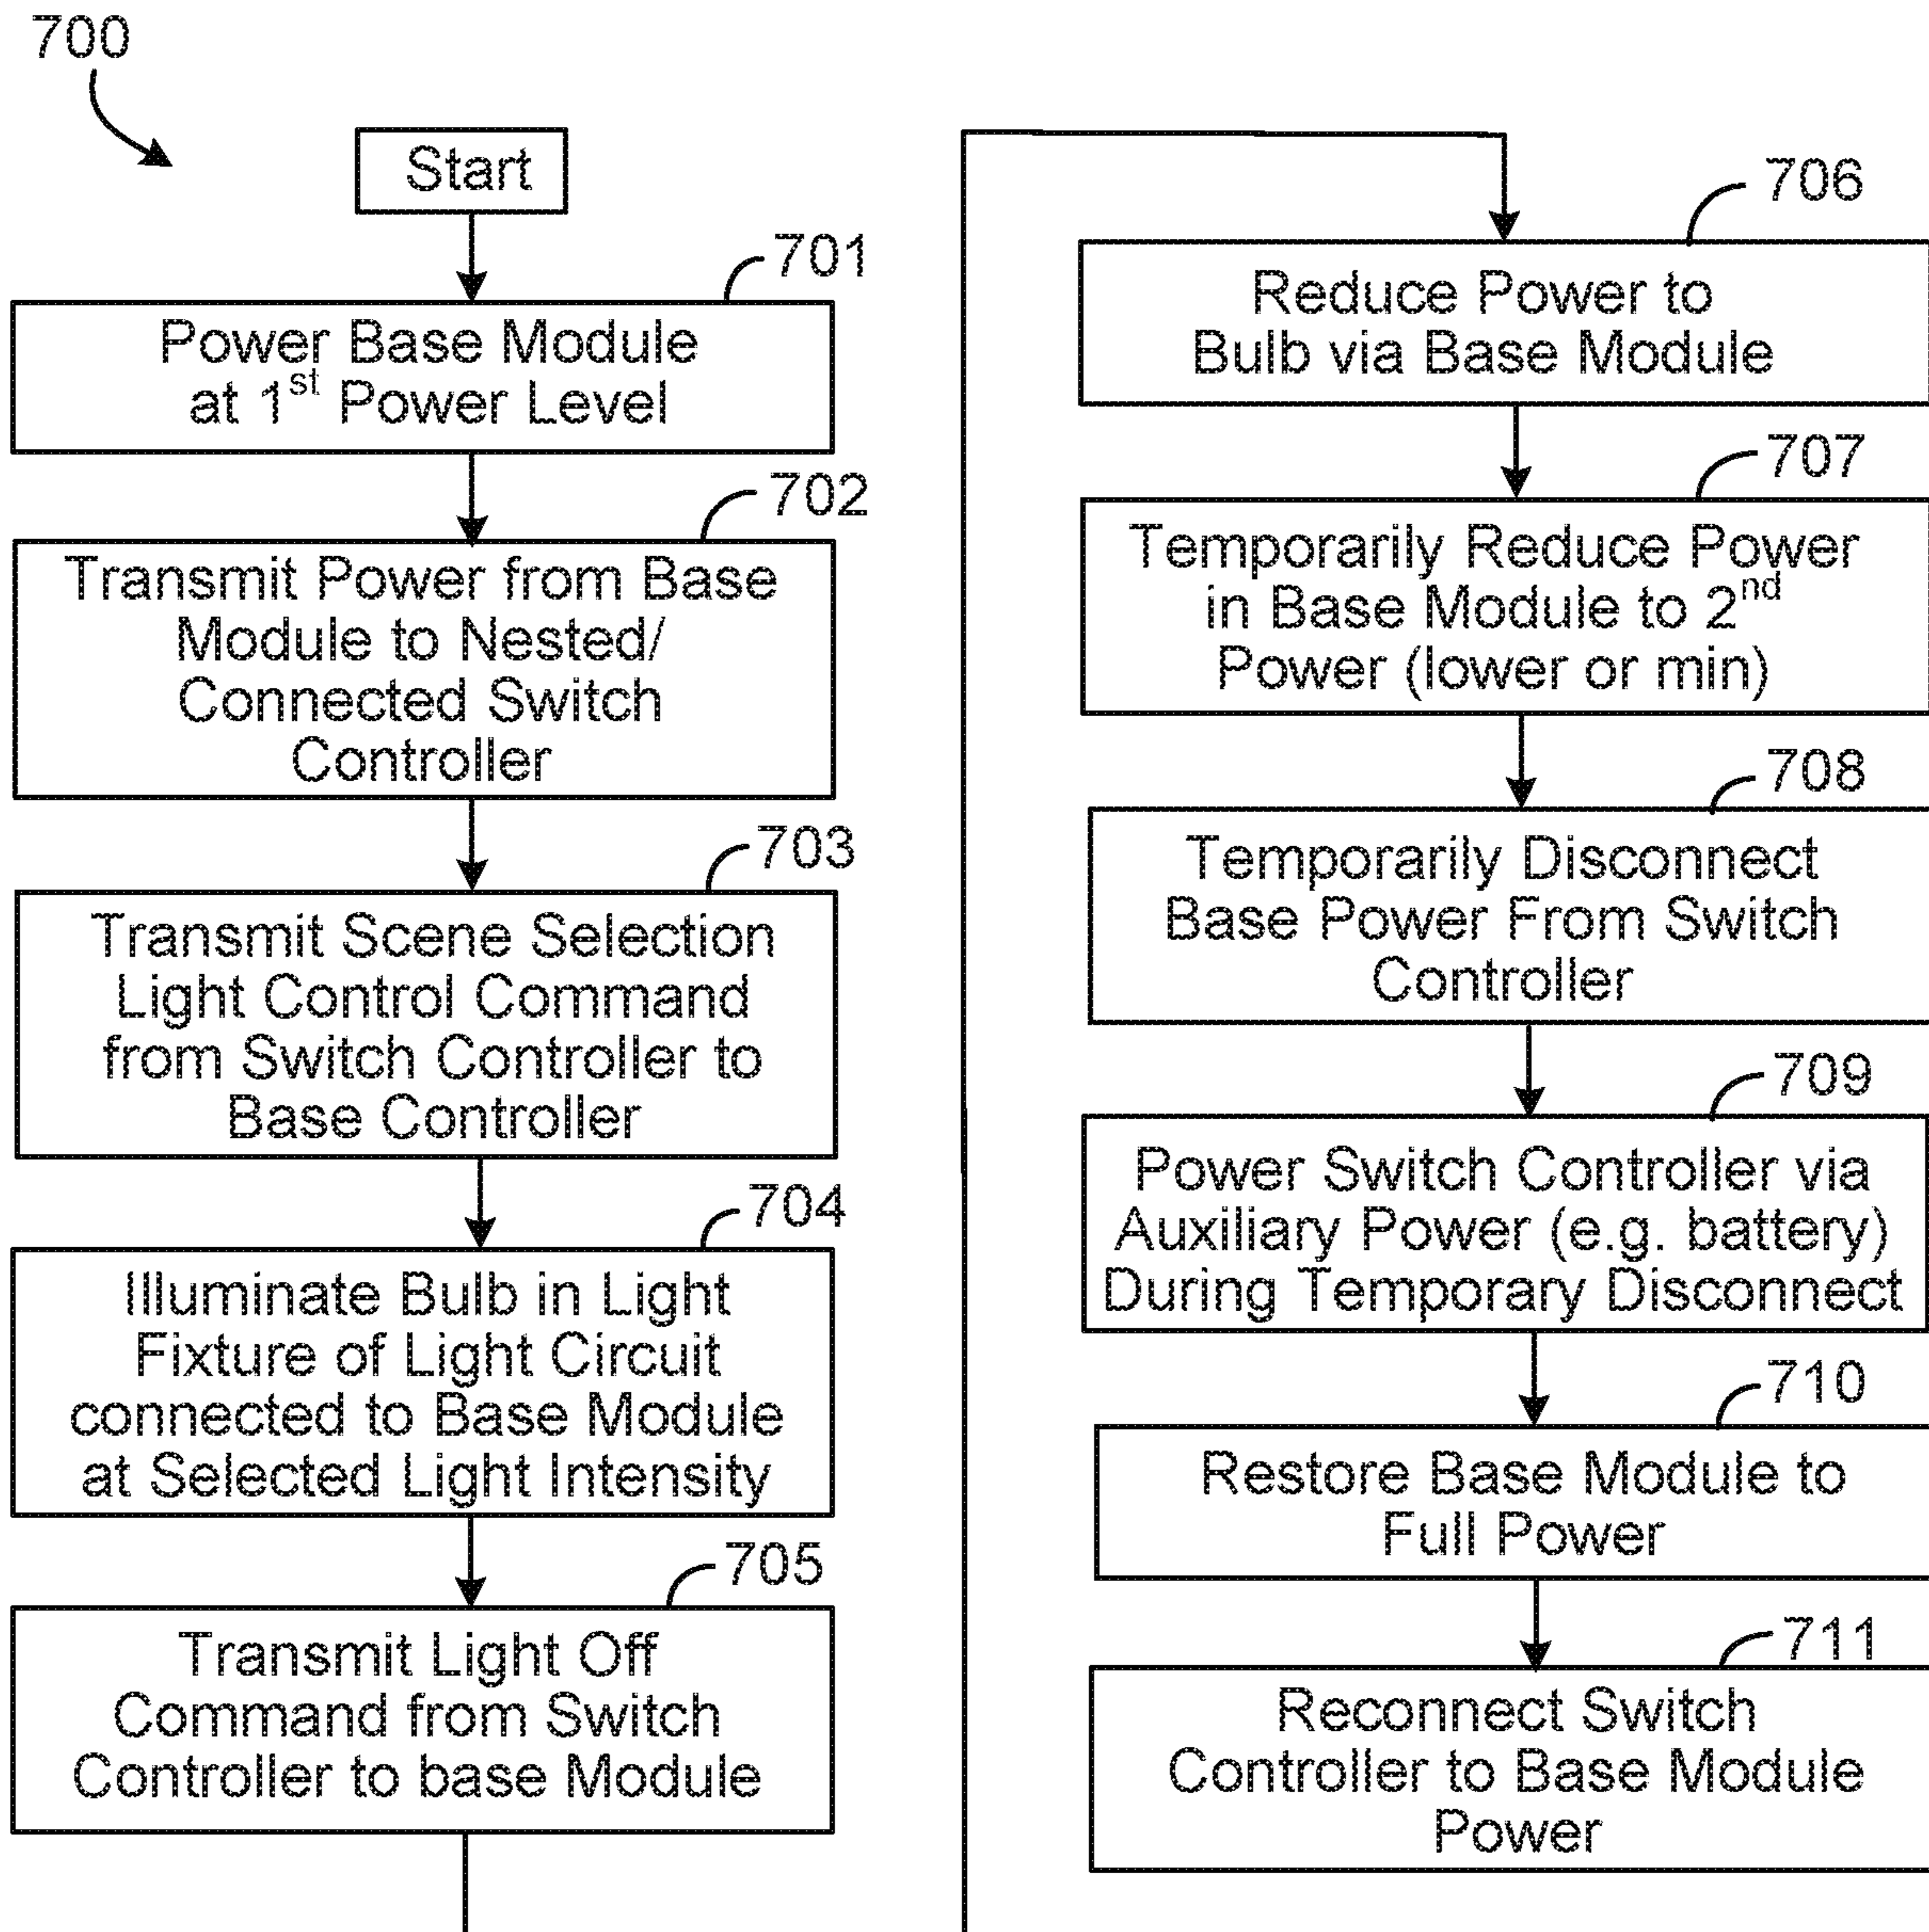 700
Start
701
Power Base Module
at 1st Power Level
702
Transmit Power from Base
Module to Nested/
Connected Switch
Controller
703
Transmit Scene Selection
Light Control Command
from Switch Controller to
Base Controller
704
Illuminate Bulb in Light
Fixture of Light Circuit
connected to Base Module
at Selected Light Intensity
705
Transmit Light Off
Command from Switch
Controller to base Module
706
Reduce Power to
Bulb via Base Module
707
Temporarily Reduce Power
in Base Module to 2nd
Power (lower or min)
708
Temporarily Disconnect
Base Power From Switch
Controller
709
Power Switch Controller via
Auxiliary Power (e.g. battery)
During Temporary Disconnect
710
Restore Base Module to
Full Power
711
Reconnect Switch
Controller to Base Module
Power